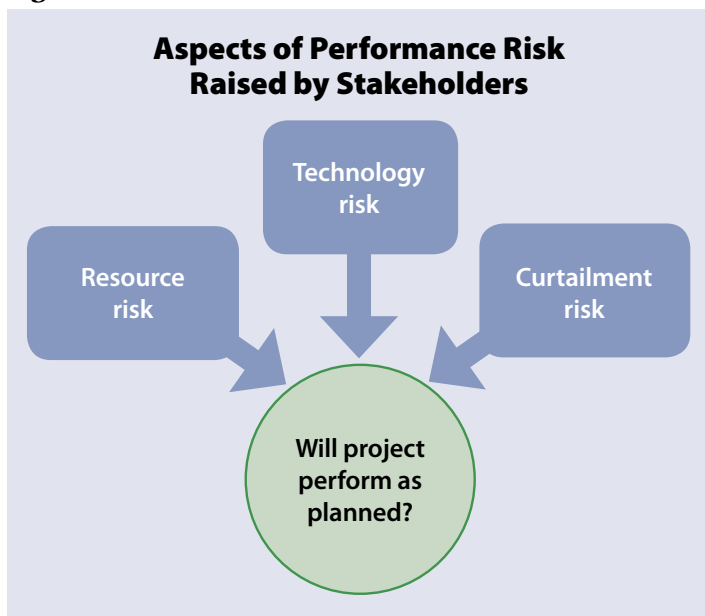 Aspects of Performance Risk
Raised by Stakeholders
Technology
risk
Resource
risk
Curtailment
risk
Will project
perform as
planned?